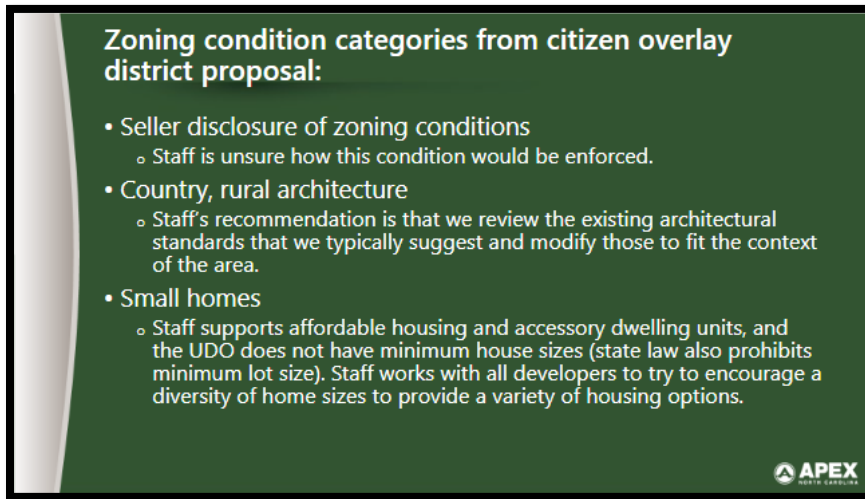 Zoning condition categories from citizen overlay
district proposal:
• Seller disclosure of zoning conditions
o Staff is unsure how this condition would be enforced.
• Country, rural architecture
o Staff's recommendation is that we review the existing architectural
standards that we typically suggest and modify those to fit the context
of the area.
• Small homes
o Staff supports affordable housing and accessory dwelling units, and
the UDO does not have minimum house sizes (state law also prohibits
minimum lot size). Staff works with all developers to try to encourage a
diversity of home sizes to provide a variety of housing options.
APEX
NORTH CAROLINA